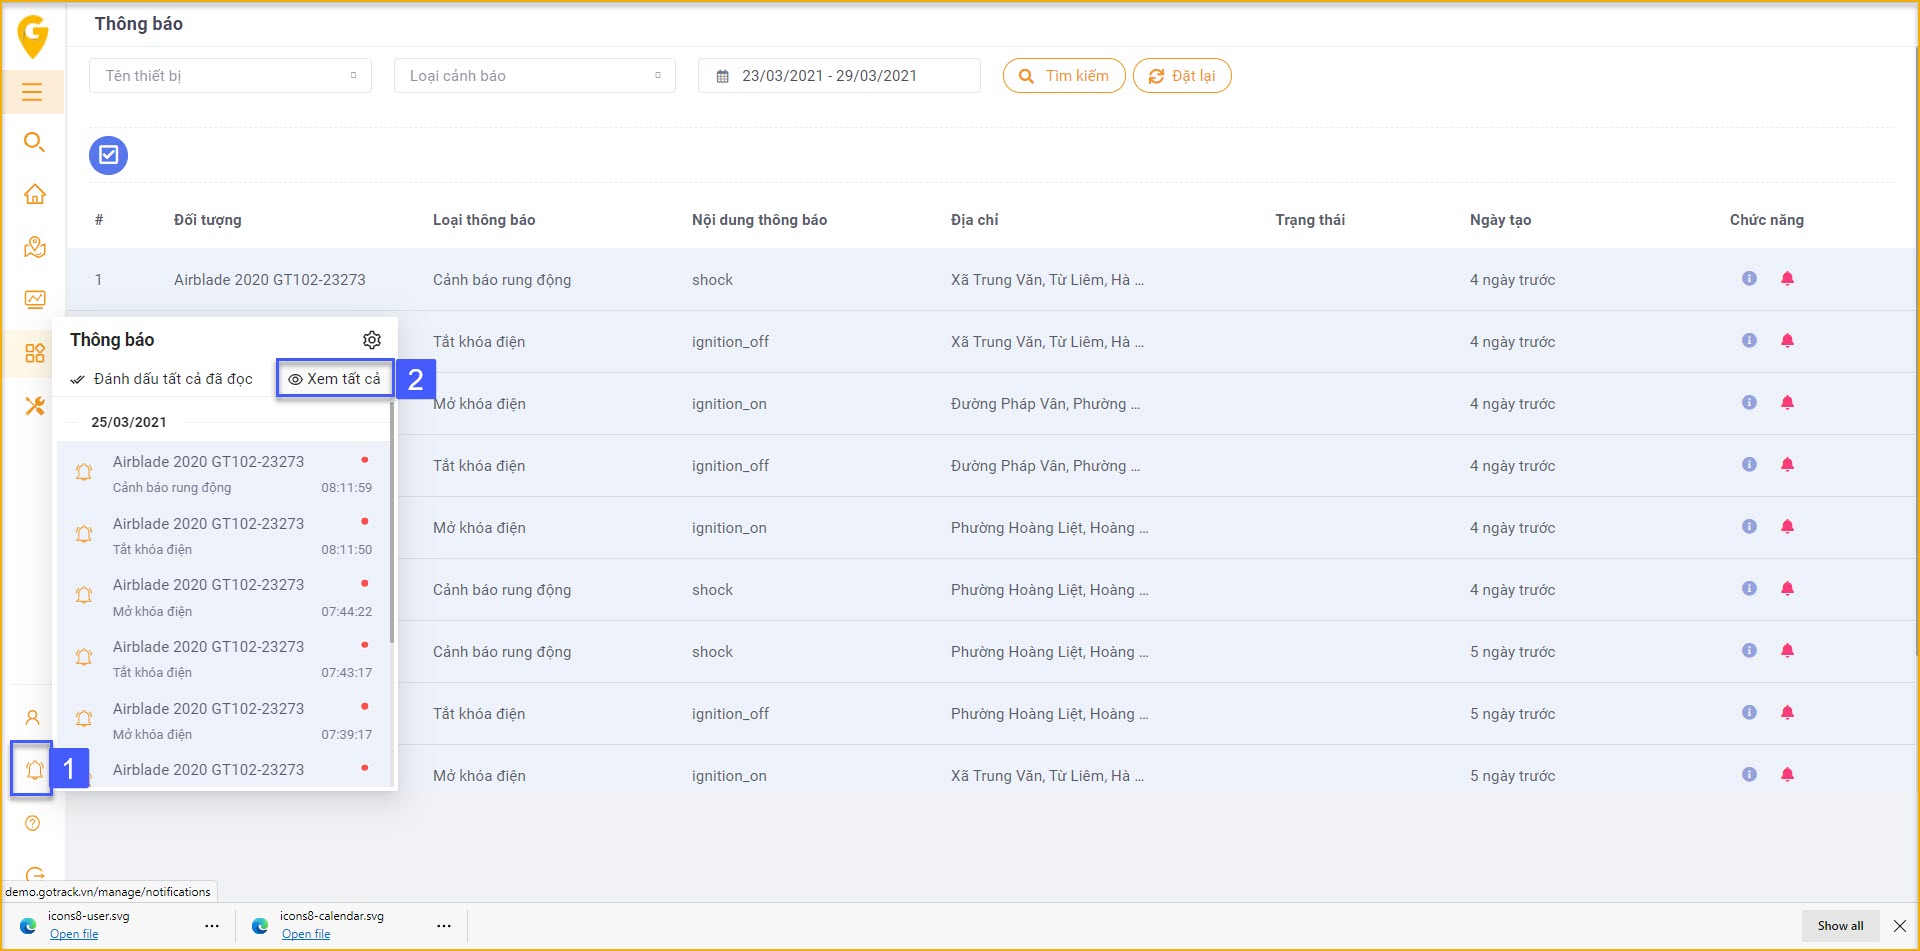 Thông báo
Tên thiết bị
Loại cảnh báo
23/03/2021 - 29/03/2021
Tìm kiếm
Đặt lại
# Đối tượng Loại thông báo Nội dung thông báo Địa chỉ Trạng thái Ngày tạo Chức năng
1 Airblade 2020 GT102-23273 Cảnh báo rung động shock Xã Trung Văn, Từ Liêm, Hà ... 4 ngày trước
Tắt khóa điện ignition_off Xã Trung Văn, Từ Liêm, Hà ... 4 ngày trước
Mở khóa điện ignition_on Đường Pháp Vân, Phường ... 4 ngày trước
Tắt khóa điện ignition_off Đường Pháp Vân, Phường ... 4 ngày trước
Mở khóa điện ignition_on Phường Hoàng Liệt, Hoàng ... 4 ngày trước
Cảnh báo rung động shock Phường Hoàng Liệt, Hoàng ... 4 ngày trước
Cảnh báo rung động shock Phường Hoàng Liệt, Hoàng ... 5 ngày trước
Tắt khóa điện ignition_off Phường Hoàng Liệt, Hoàng ... 5 ngày trước
Mở khóa điện ignition_on Xã Trung Văn, Từ Liêm, Hà ... 5 ngày trước
Thông báo
Đánh dấu tất cả đã đọc Xem tất cả 2
25/03/2021
Airblade 2020 GT102-23273
Cảnh báo rung động 08:11:59
Airblade 2020 GT102-23273
Tắt khóa điện 08:11:50
Airblade 2020 GT102-23273
Mở khóa điện 07:44:22
Airblade 2020 GT102-23273
Tắt khóa điện 07:43:17
Airblade 2020 GT102-23273
Mở khóa điện 07:39:17
Airblade 2020 GT102-23273
1
demo.gotrack.vn/manage/notifications
icons8-user.svg
Open file
...
icons8-calendar.svg
Open file
...
Show all